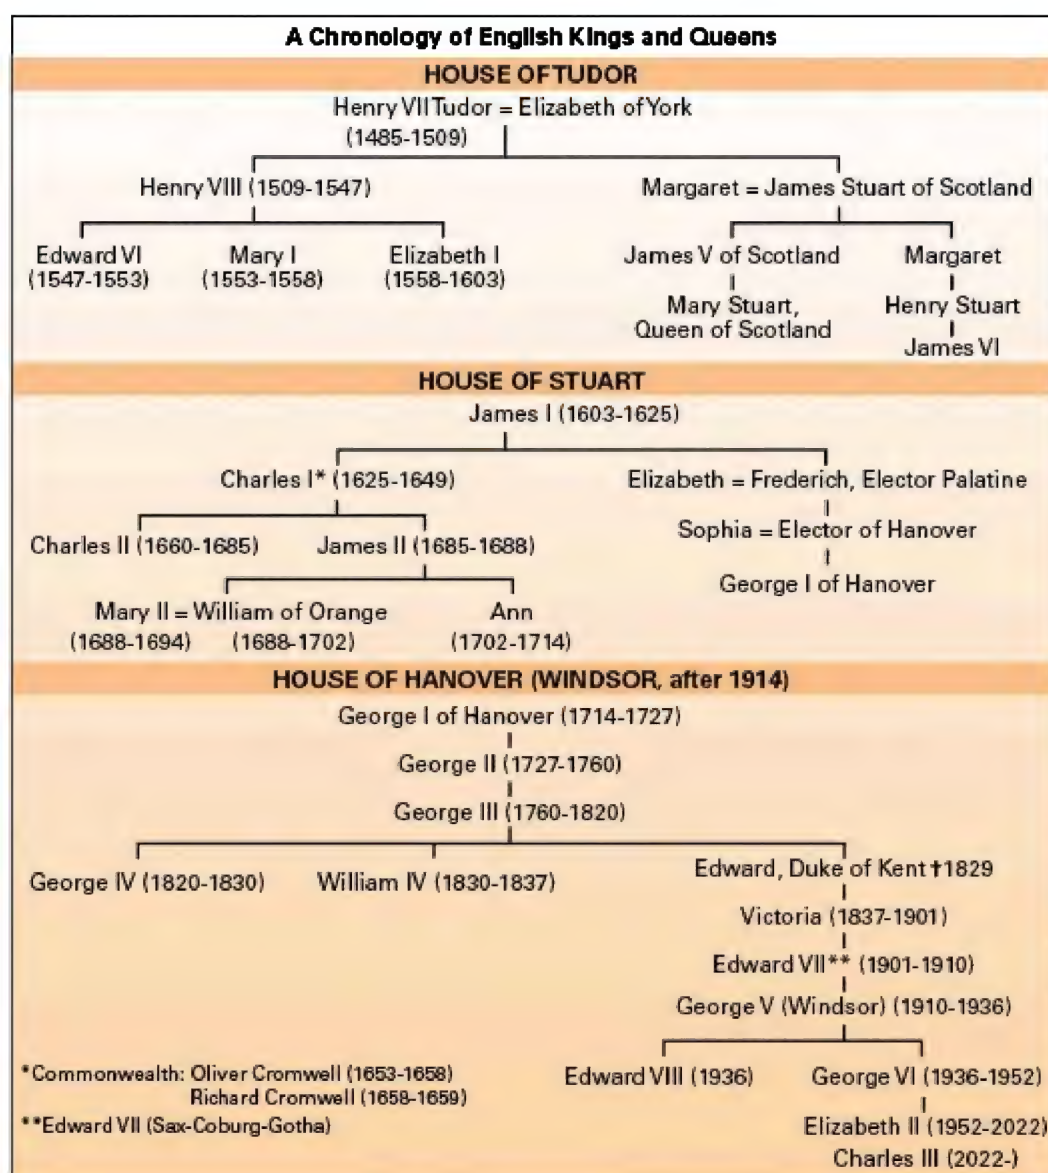 A Chronology of English Kings and Queens
HOUSE OF TUDOR
Henry VII Tudor = Elizabeth of York
(1485-1509)
Henry VIII (1509-1547)
Margaret = James Stuart of Scotland
Edward VI
(1547-1553)
Mary I
(1553-1558)
Elizabeth I
(1558-1603)
James V of Scotland
Margaret
Mary Stuart,
Queen of Scotland
Henry Stuart
James VI
HOUSE OF STUART
James I (1603-1625)
Charles I* (1625-1649)
Elizabeth = Frederich, Elector Palatine
Charles II (1660-1685)
James II (1685-1688)
Sophia = Elector of Hanover
George I of Hanover
Mary II = William of Orange
(1688-1694) (1688-1702)
Ann
(1702-1714)
HOUSE OF HANOVER (WINDSOR, after 1914)
George I of Hanover (1714-1727)
George II (1727-1760)
George III (1760-1820)
George IV (1820-1830)
William IV (1830-1837)
Edward, Duke of Kent †1829
Victoria (1837-1901)
Edward VII** (1901-1910)
George V (Windsor) (1910-1936)
Edward VIII (1936)
George VI (1936-1952)
Elizabeth II (1952-2022)
Charles III (2022-)
*Commonwealth: Oliver Cromwell (1653-1658)
Richard Cromwell (1658-1659)
**Edward VII (Sax-Coburg-Gotha)